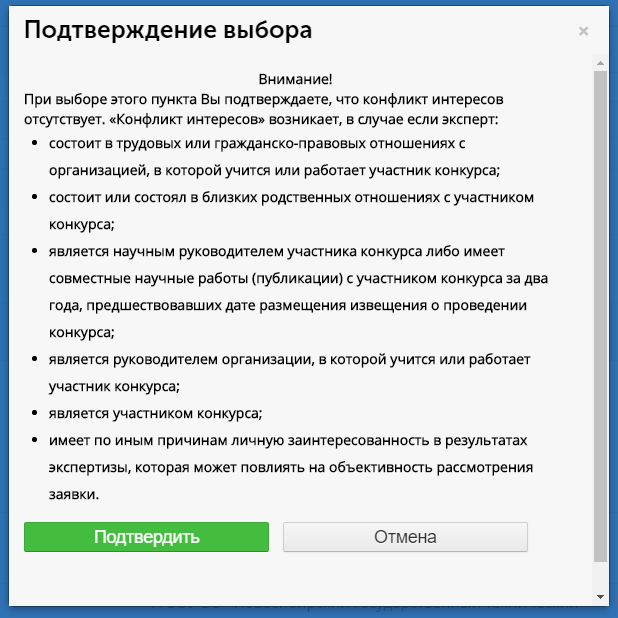 Подтверждение выбора
×
Внимание!
При выборе этого пункта Вы подтверждаете, что конфликт интересов
отсутствует. «Конфликт интересов» возникает, в случае если эксперт:
• состоит в трудовых или гражданско-правовых отношениях с
организацией, в которой учится или работает участник конкурса;
• состоит или состоял в близких родственных отношениях с участником
конкурса;
• является научным руководителем участника конкурса либо имеет
совместные научные работы (публикации) с участником конкурса за два
года, предшествовавших дате размещения извещения о проведении
конкурса;
• является руководителем организации, в которой учится или работает
участник конкурса;
• является участником конкурса;
• имеет по иным причинам личную заинтересованность в результатах
экспертизы, которая может повлиять на объективность рассмотрения
заявки.
Подтвердить Отмена